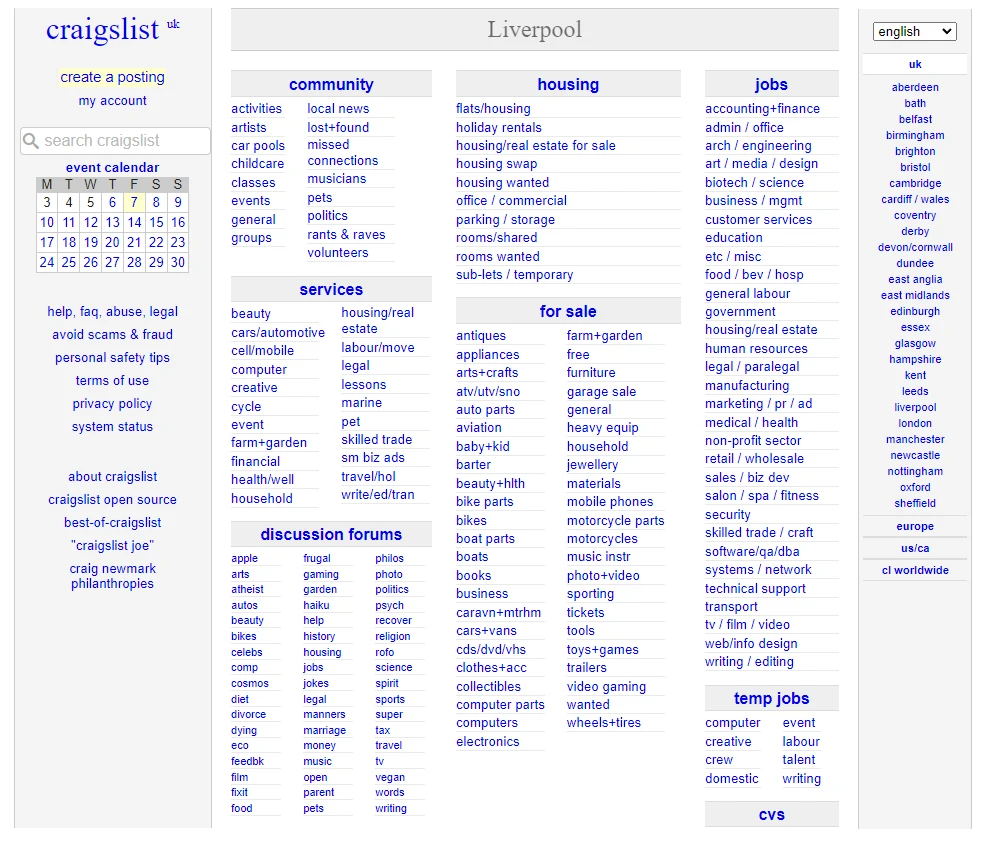 craigslist uk
create a posting
my account
search craigslist
event calendar
M T W T F S S
3 4 5 6 7 8 9
10 11 12 13 14 15 16
17 18 19 20 21 22 23
24 25 26 27 28 29 30
help, faq, abuse, legal
avoid scams & fraud
personal safety tips
terms of use
privacy policy
system status
about craigslist
craigslist open source
best-of-craigslist
"craigslist joe"
craig newmark
philanthropies
Liverpool
community
activities
artists
car pools
childcare
classes
events
general
groups
local news
lost+found
missed
connections
musicians
pets
politics
rants & raves
volunteers
services
beauty
cars/automotive
cell/mobile
computer
creative
cycle
event
farm+garden
financial
health/well
household
housing/real
estate
labour/move
legal
lessons
marine
pet
skilled trade
sm biz ads
travel/hol
write/ed/tran
discussion forums
apple
arts
atheist
autos
beauty
bikes
celebs
comp
cosmos
diet
divorce
dying
eco
feedbk
film
fixit
food
frugal
gaming
garden
haiku
help
history
housing
jobs
jokes
legal
manners
marriage
money
music
open
parent
pets
philos
photo
politics
psych
recover
religion
rofo
science
spirit
sports
super
tax
travel
tv
vegan
words
writing
housing
flats/housing
holiday rentals
housing/real estate for sale
housing swap
housing wanted
office / commercial
parking / storage
rooms/shared
rooms wanted
sub-lets / temporary
for sale
antiques
appliances
arts+crafts
atv/utv/sno
auto parts
aviation
baby+kid
barter
beauty+hlth
bike parts
bikes
boat parts
boats
books
business
caravn+mtrhm
cars+vans
cds/dvd/vhs
clothes+acc
collectibles
computer parts
computers
electronics
farm+garden
free
furniture
garage sale
general
heavy equip
household
jewellery
materials
mobile phones
motorcycle parts
motorcycles
music instr
photo+video
sporting
tickets
tools
toys+games
trailers
video gaming
wanted
wheels+tires
jobs
accounting+finance
admin / office
arch / engineering
art / media / design
biotech / science
business / mgmt
customer services
education
etc / misc
food / bev / hosp
general labour
government
housing/real estate
human resources
legal / paralegal
manufacturing
marketing / pr / ad
medical / health
non-profit sector
retail / wholesale
sales / biz dev
salon / spa / fitness
security
skilled trade / craft
software/qa/dba
systems / network
technical support
transport
tv / film / video
web/info design
writing / editing
temp jobs
computer
creative
crew
domestic
event
labour
talent
writing
cvs
english
uk
aberdeen
bath
belfast
birmingham
brighton
bristol
cambridge
cardiff / wales
coventry
derby
devon/cornwall
dundee
east anglia
east midlands
edinburgh
essex
glasgow
hampshire
kent
leeds
liverpool
london
manchester
newcastle
nottingham
oxford
sheffield
europe
us/ca
cl worldwide